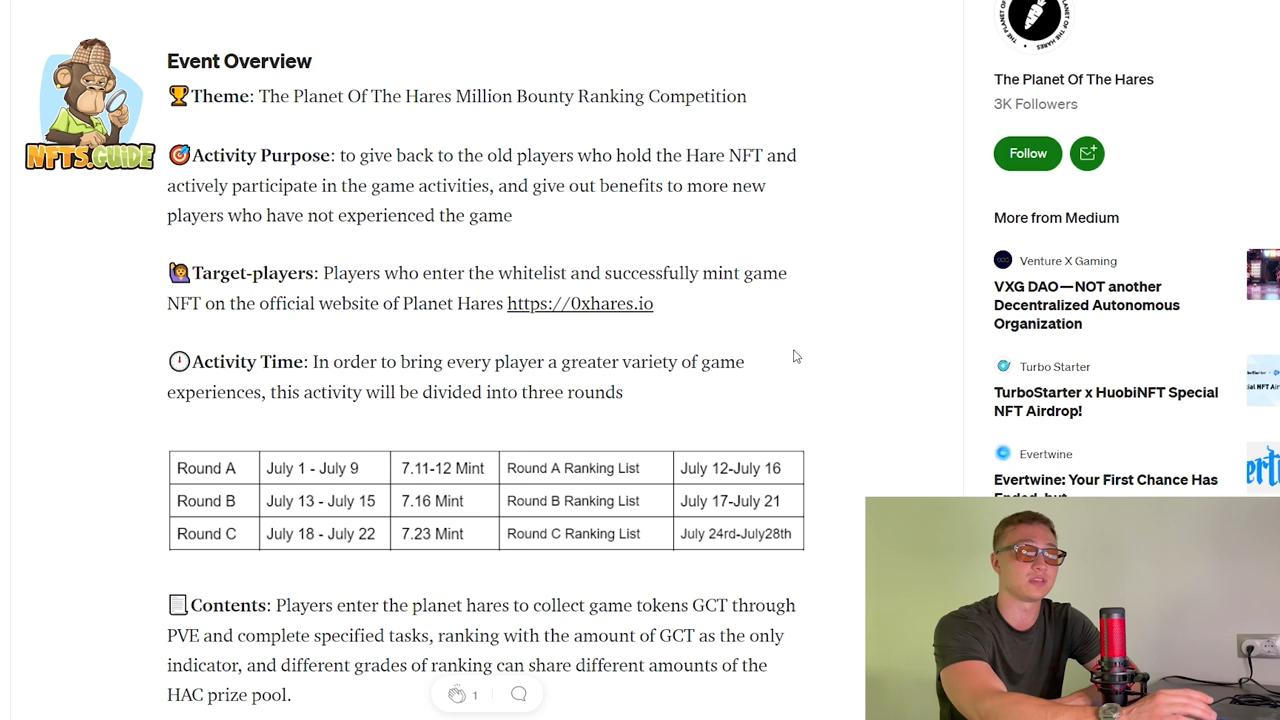 Event Overview
🏆Theme: The Planet Of The Hares Million Bounty Ranking Competition
🎯Activity Purpose: to give back to the old players who hold the Hare NFT and
actively participate in the game activities, and give out benefits to more new
players who have not experienced the game
🙋Target-players: Players who enter the whitelist and successfully mint game
NFT on the official website of Planet Hares https://0xhares.io
🕛Activity Time: In order to bring every player a greater variety of game
experiences, this activity will be divided into three rounds
Round A July 1 - July 9 7.11-12 Mint Round A Ranking List July 12-July 16
Round B July 13 - July 15 7.16 Mint Round B Ranking List July 17-July 21
Round C July 18 - July 22 7.23 Mint Round C Ranking List July 24rd-July28th
📃Contents: Players enter the planet hares to collect game tokens GCT through
PVE and complete specified tasks, ranking with the amount of GCT as the only
indicator, and different grades of ranking can share different amounts of the
HAC prize pool.
1
NFTS.GUIDE
THE PLANET OF THE HARES
The Planet Of The Hares
3K Followers
Follow
More from Medium
Venture X Gaming
VXG DAO—NOT another
Decentralized Autonomous
Organization
Turbo Starter
TurboStarter x HuobiNFT Special
NFT Airdrop!
Evertwine
Evertwine: Your First Chance Has